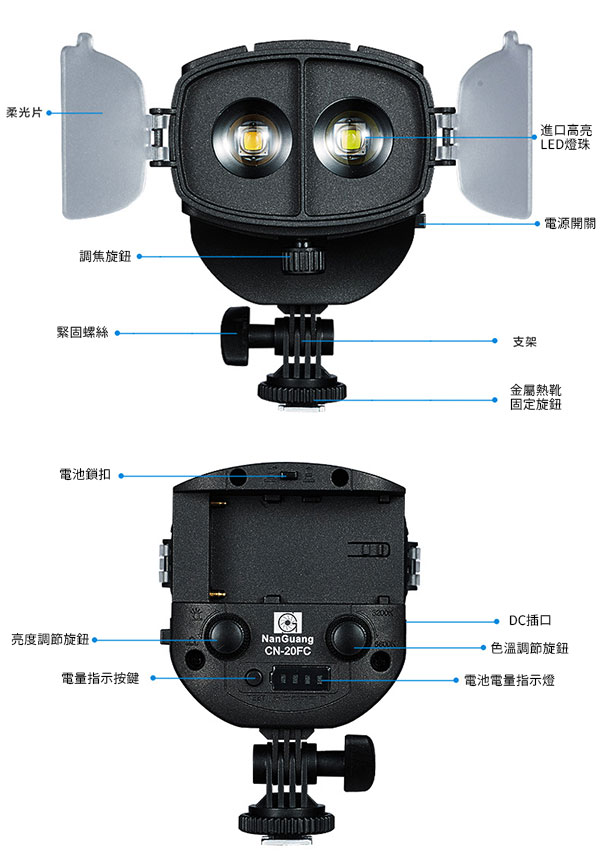 柔光片
進口高亮
LED燈珠
電源開關
調焦旋鈕
緊固螺絲
支架
金屬熱靴
固定旋鈕
電池鎖扣
DC插口
NanGuang
CN-20FC
亮度調節旋鈕
色溫調節旋鈕
電量指示按鍵
電池電量指示燈